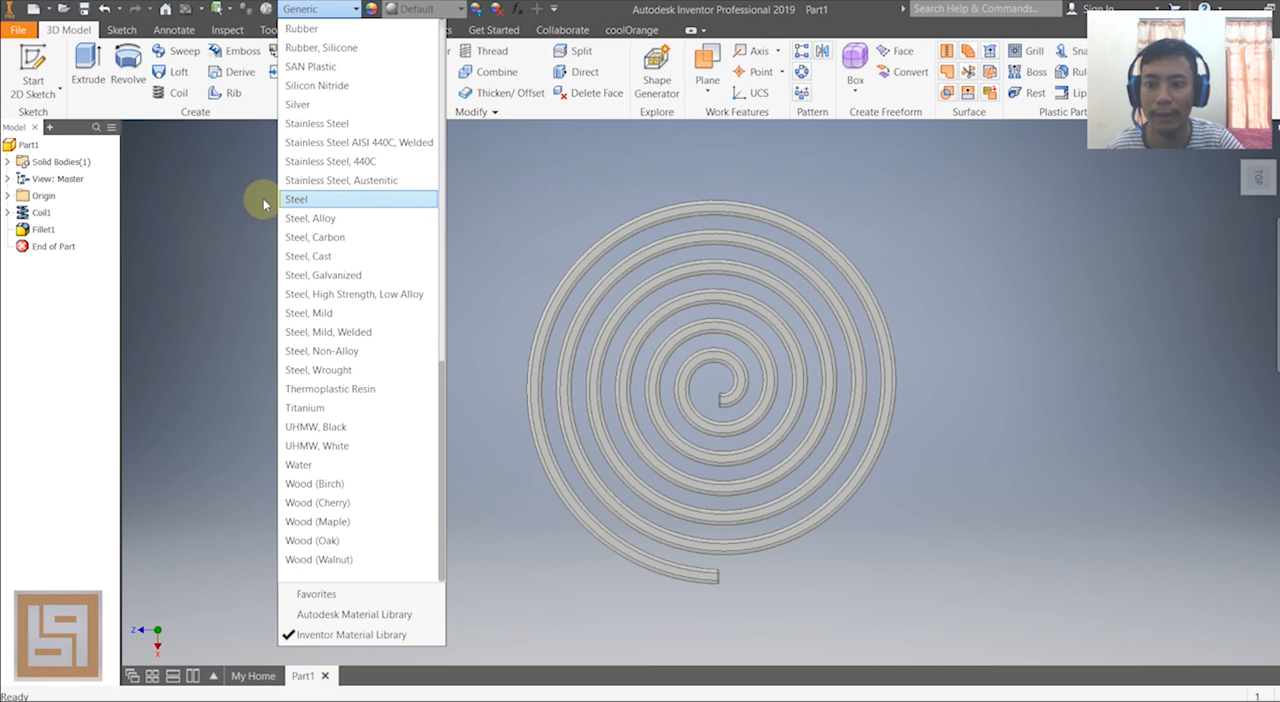 Generic
Default
Autodesk Inventor Professional 2019 Part1
Search Help & Commands...
Sign In
File
3D Model
Sketch
Annotate
Inspect
Get Started
Collaborate
coolOrange
Start
2D Sketch
Sketch
Extrude
Revolve
Sweep
Loft
Coil
Emboss
Derive
Rib
Create
Thread
Combine
Thicken/ Offset
Split
Direct
Delete Face
Modify
Shape
Generator
Explore
Plane
Axis
Point
UCS
Work Features
Pattern
Box
Face
Convert
Create Freeform
Surface
Grill
Boss
Rest
Lip
Plastic Part
Model
Part1
Solid Bodies(1)
View: Master
Origin
Coil1
Fillet1
End of Part
Rubber
Rubber, Silicone
SAN Plastic
Silicon Nitride
Silver
Stainless Steel
Stainless Steel AISI 440C, Welded
Stainless Steel, 440C
Stainless Steel, Austenitic
Steel
Steel, Alloy
Steel, Carbon
Steel, Cast
Steel, Galvanized
Steel, High Strength, Low Alloy
Steel, Mild
Steel, Mild, Welded
Steel, Non-Alloy
Steel, Wrought
Thermoplastic Resin
Titanium
UHMW, Black
UHMW, White
Water
Wood (Birch)
Wood (Cherry)
Wood (Maple)
Wood (Oak)
Wood (Walnut)
Favorites
Autodesk Material Library
Inventor Material Library
TOP
Z
X
My Home
Part1
Ready
1